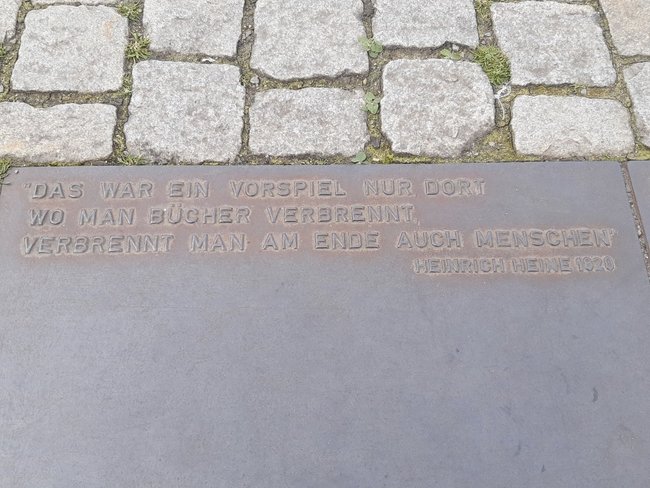 "DAS WAR EIN VORSPIEL NUR DORT
WO MAN BÜCHER VERBRENNT,
VERBRENNT MAN AM ENDE AUCH MENSCHEN"
HEINRICH HEINE 1820